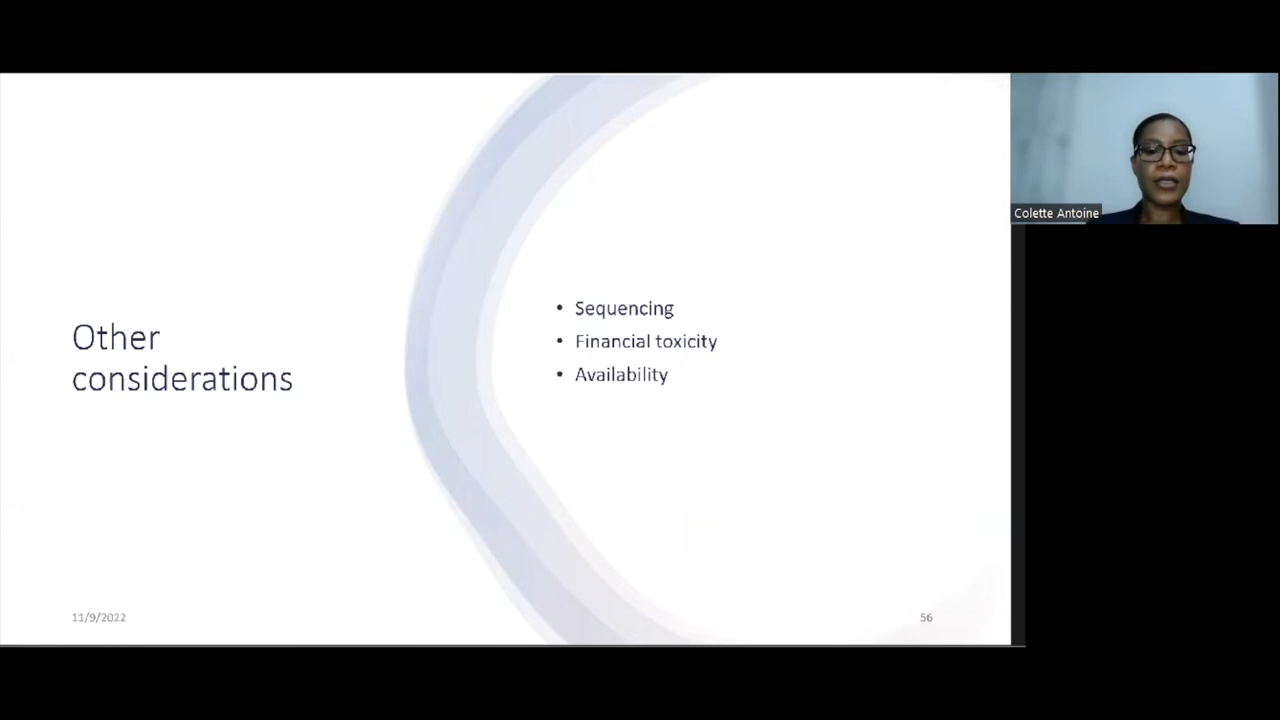 Other
considerations
• Sequencing
• Financial toxicity
• Availability
11/9/2022
56
Colette Antoine